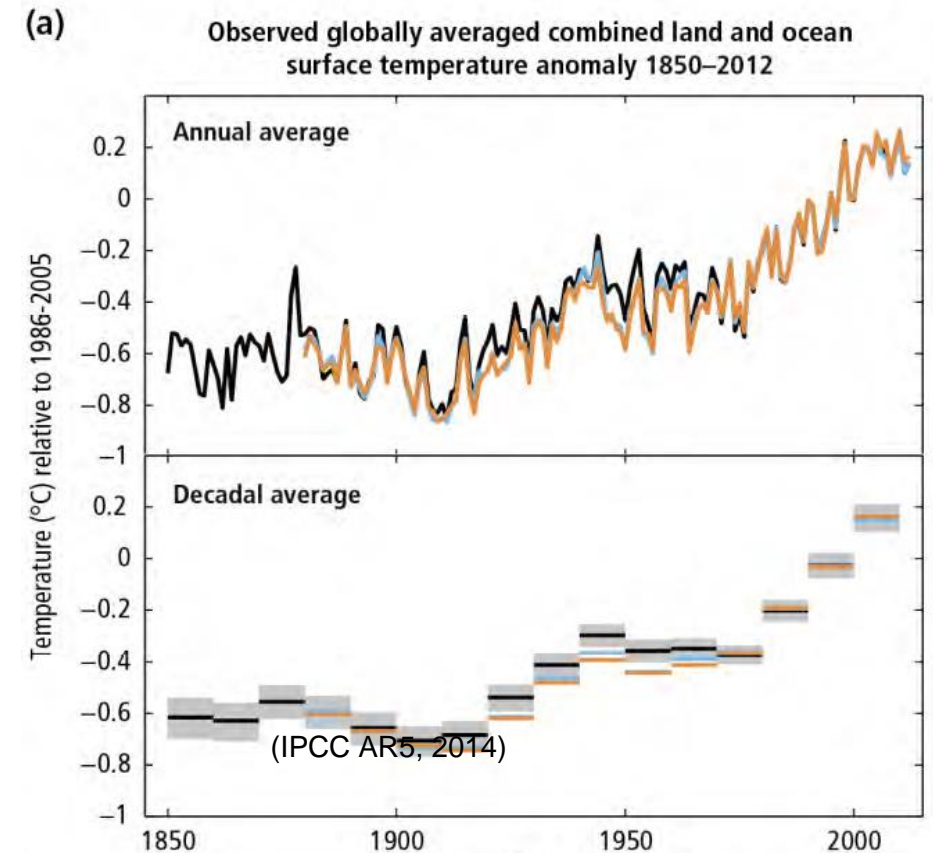 (a)
Observed globally averaged combined land and ocean
surface temperature anomaly 1850–2012
Annual average
0.2
0
−0.2
−0.4
−0.6
−0.8
−1
Temperature (°C) relative to 1986-2005
Decadal average
0.2
0
−0.2
−0.4
−0.6
−0.8
−1
(IPCC AR5, 2014)
1850 1900 1950 2000